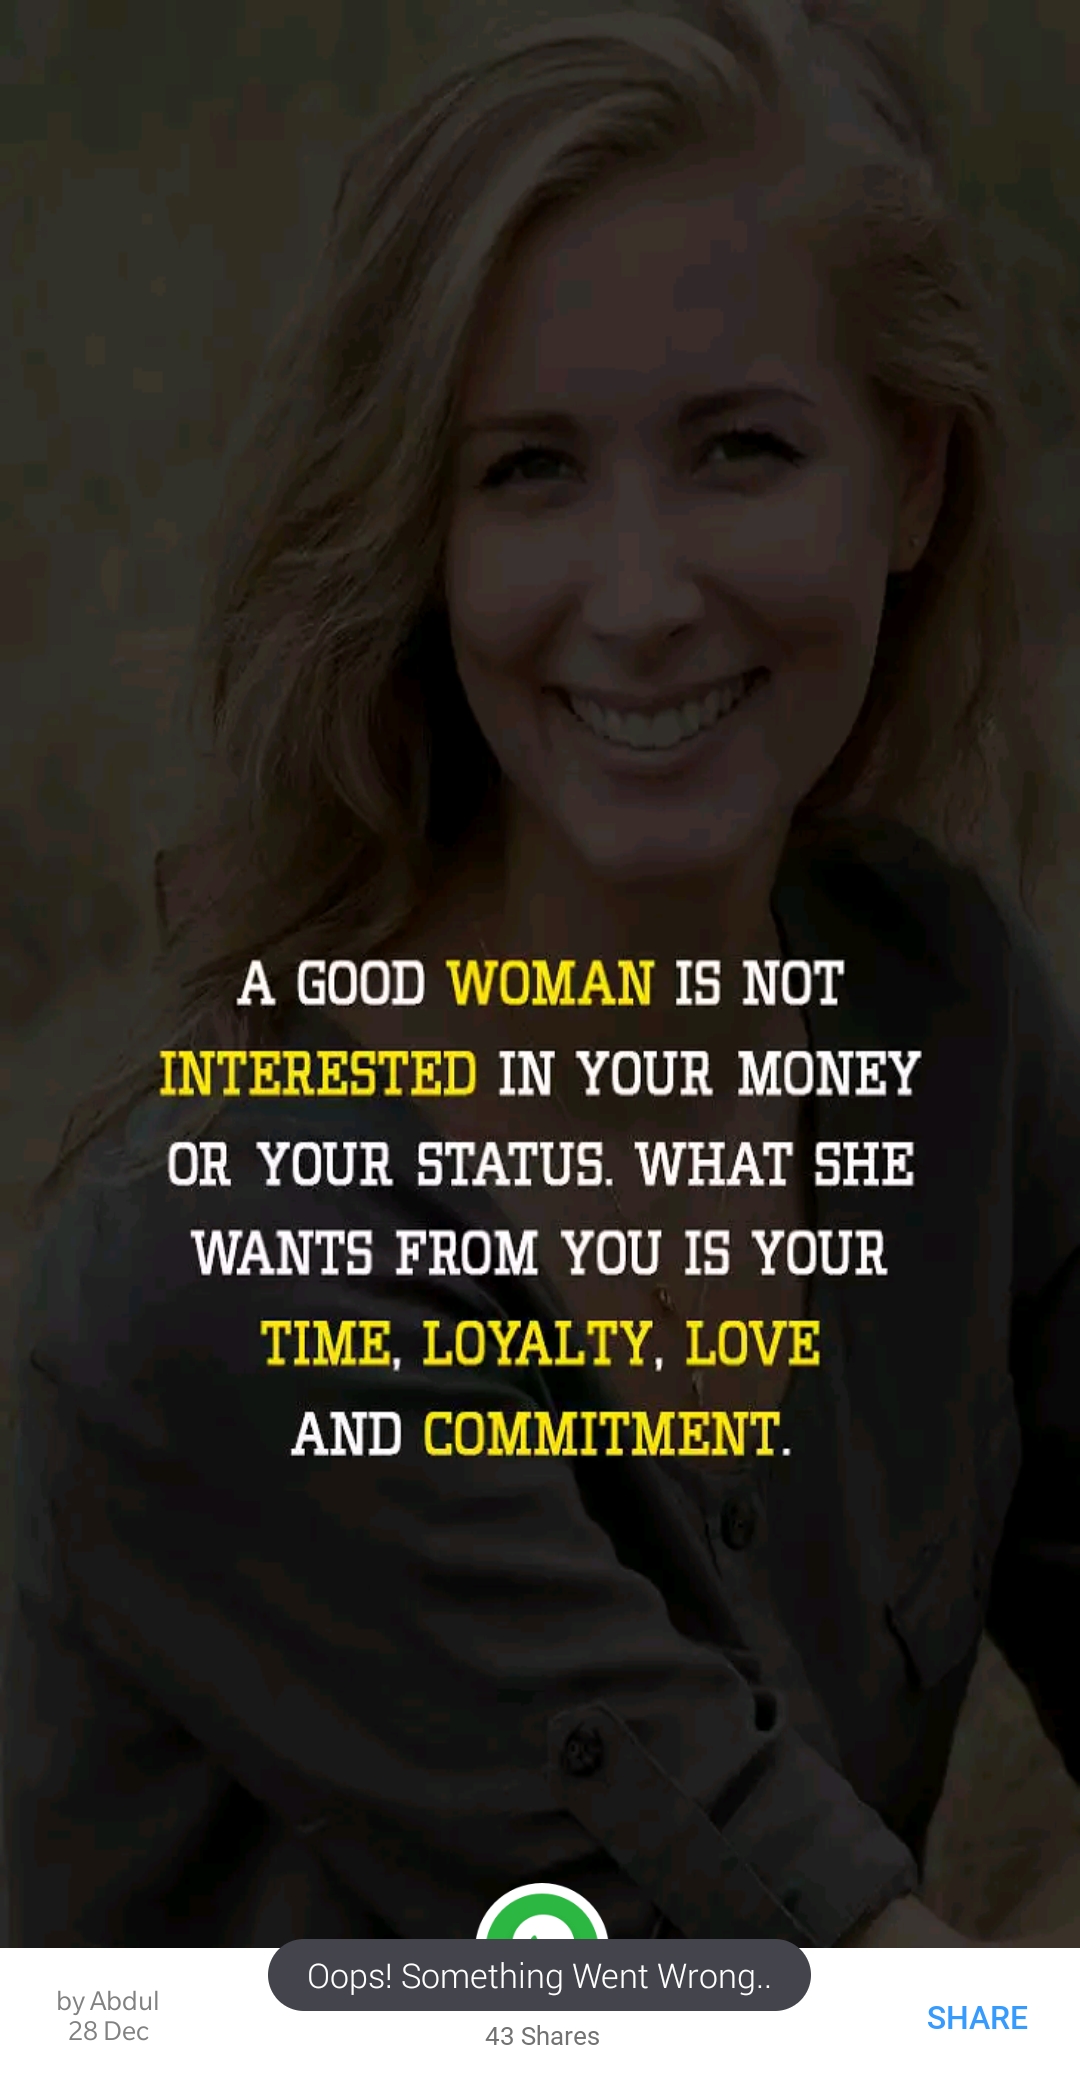 A GOOD WOMAN IS NOT
INTERESTED IN YOUR MONEY
OR YOUR STATUS. WHAT SHE
WANTS FROM YOU IS YOUR
TIME, LOYALTY, LOVE
AND COMMITMENT.
Oops! Something Went Wrong..
by Abdul
28 Dec
43 Shares
SHARE